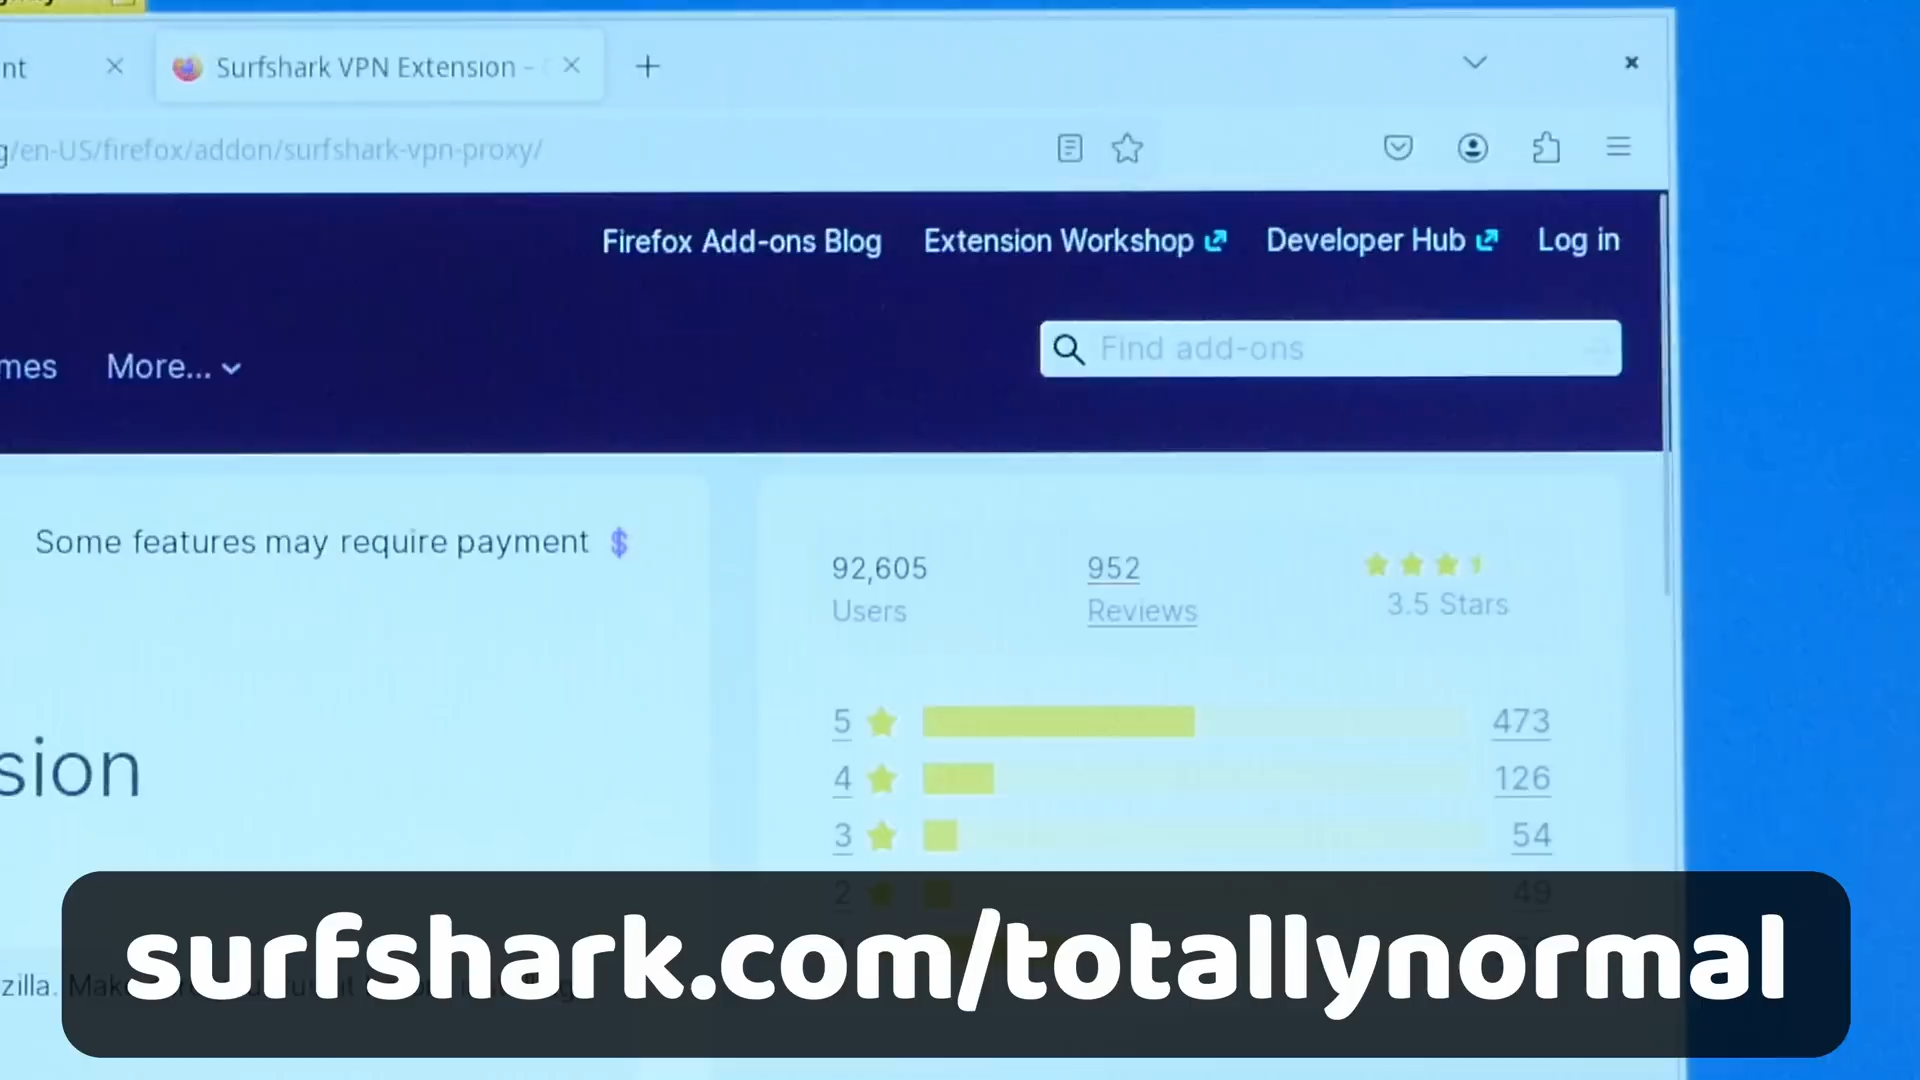 nt
Surfshark VPN Extension -
/en-US/firefox/addon/surfshark-vpn-proxy/
Firefox Add-ons Blog
Extension Workshop
Developer Hub
Log in
mes
More...
Find add-ons
Some features may require payment $
92,605
Users
952
Reviews
3.5 Stars
5
473
4
126
3
54
2
49
sion
surfshark.com/totallynormal
zilla.